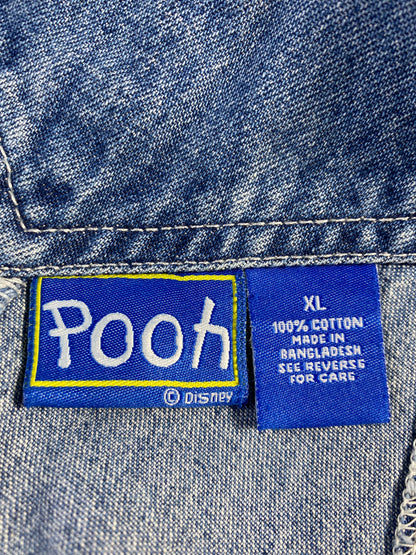 Pooh
© Disney
XL
100% COTTON
MADE IN
BANGLADESH
SEE REVERSE
FOR CARE